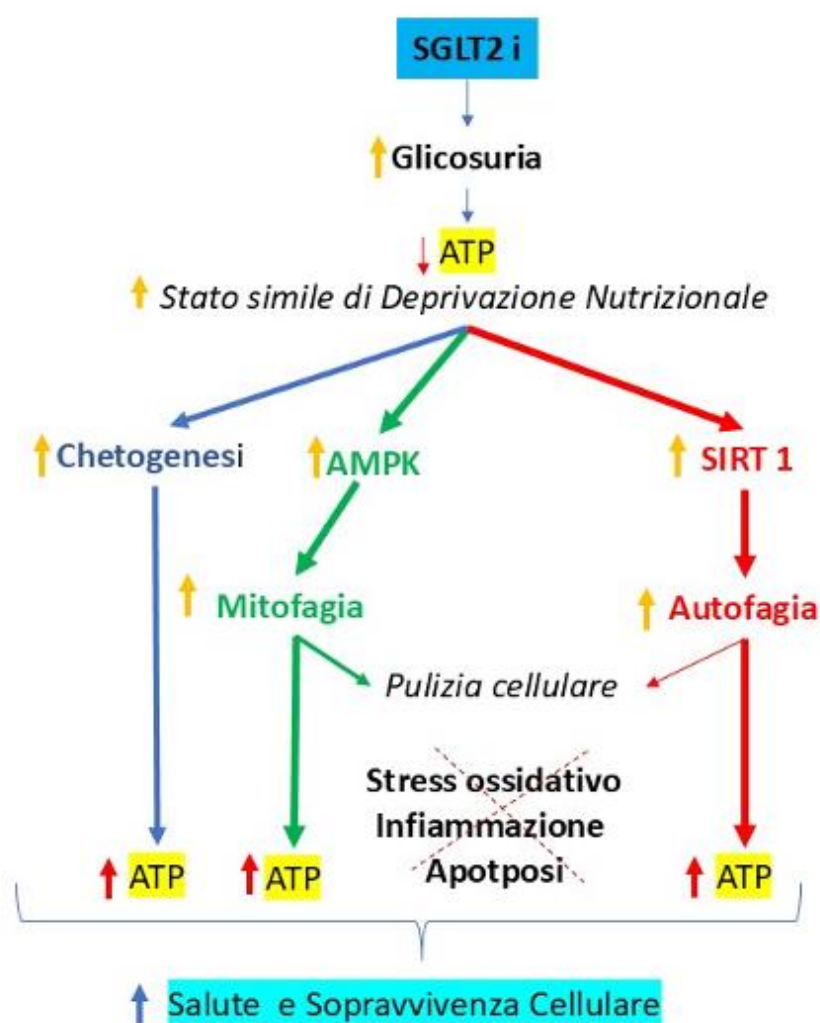 SGLT2 i
Glicosuria
ATP
Stato simile di Deprivazione Nutrizionale
Chetogenesi
AMPK
SIRT 1
Mitofagia
Autofagia
Pulizia cellulare
Stress ossidativo
Infiammazione
Apotposi
ATP
ATP
ATP
Salute e Sopravvivenza Cellulare